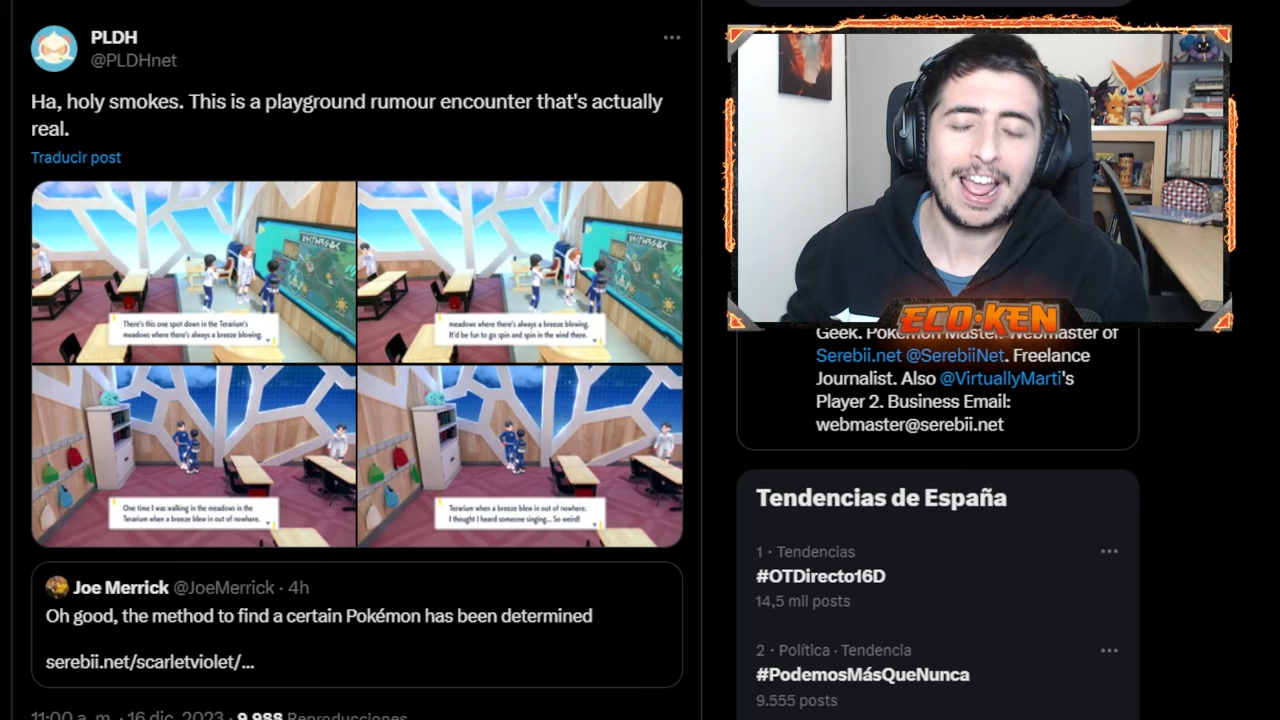 PLDH
@PLDHnet
Ha, holy smokes. This is a playground rumour encounter that's actually
real.
Traducir post
There's this one spot down in the Terarium's
meadows where there's always a breeze blowing.
meadows where there's always a breeze blowing.
It'd be fun to go spin and spin in the wind there.
One time I was walking in the meadows in the
Terarium when a breeze blew in out of nowhere.
Terarium when a breeze blew in out of nowhere.
I thought I heard someone singing... So weird!
Joe Merrick @JoeMerrick · 4h
Oh good, the method to find a certain Pokémon has been determined
serebii.net/scarletviolet/...
11:00 a. m. · 16 dic. 2023 · 9.988 Reproducciones
ECO·KEN
Geek. Pokémon Master. Webmaster of
Serebii.net @SerebiiNet. Freelance
Journalist. Also @VirtuallyMarti's
Player 2. Business Email:
webmaster@serebii.net
Tendencias de España
1 · Tendencias
#OTDirecto16D
14,5 mil posts
2 · Política · Tendencia
#PodemosMásQueNunca
9.555 posts